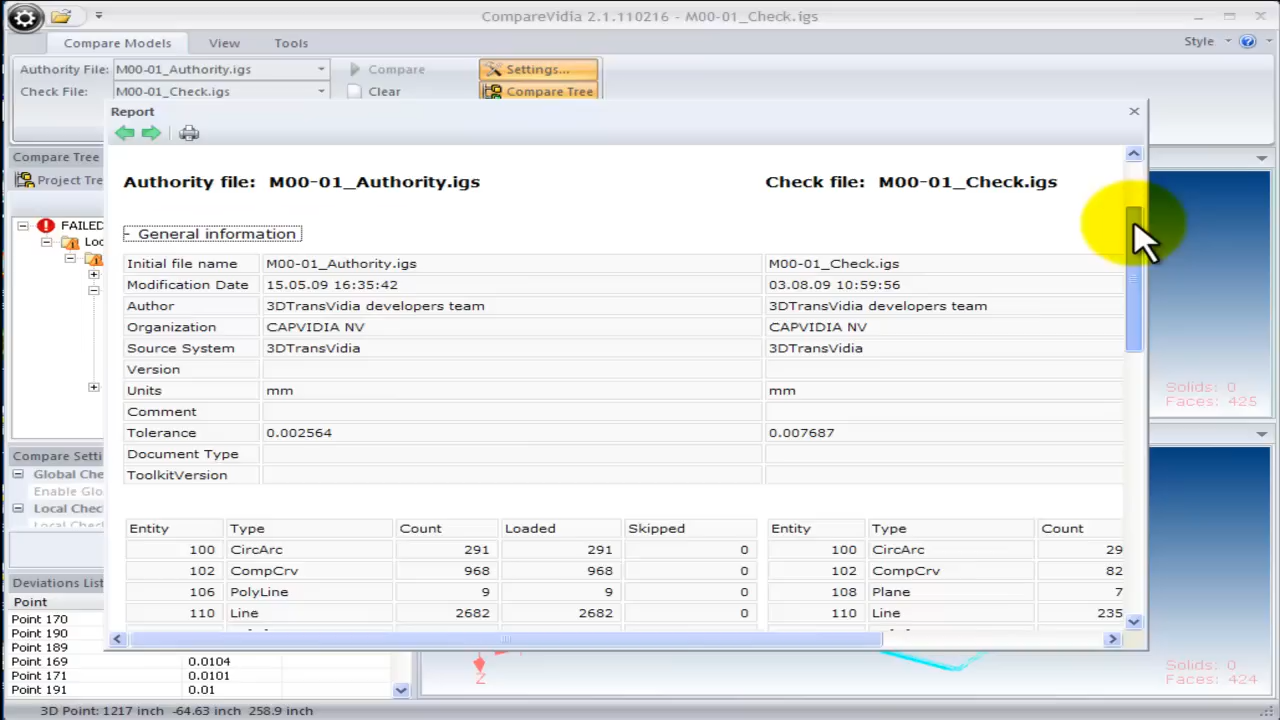 CompareVidia 2.1.110216 - M00-01_Check.igs
Compare Models View Tools Style
Authority File: M00-01_Authority.igs Compare Settings...
Check File: M00-01_Check.igs Clear Compare Tree
Report
Compare Tree
Project Tre
FAILED
Loc
Authority file: M00-01_Authority.igs Check file: M00-01_Check.igs
- General information
Initial file name M00-01_Authority.igs M00-01_Check.igs
Modification Date 15.05.09 16:35:42 03.08.09 10:59:56
Author 3DTransVidia developers team 3DTransVidia developers team
Organization CAPVIDIA NV CAPVIDIA NV
Source System 3DTransVidia 3DTransVidia
Version
Units mm mm
Comment
Tolerance 0.002564 0.007687
Document Type
ToolkitVersion
Entity Type Count Loaded Skipped Entity Type Count
100 CircArc 291 291 0 100 CircArc 29
102 CompCrv 968 968 0 102 CompCrv 82
106 PolyLine 9 9 0 108 Plane 7
110 Line 2682 2682 0 110 Line 235
Solids: 0
Faces: 425
Compare Setti
Global Che
Enable Glo
Local Chec
Deviations List
Point
Point 170
Point 190
Point 189
Point 169 0.0104
Point 171 0.0101
Point 191 0.01
Z
Solids: 0
Faces: 424
3D Point: 1217 inch -64.63 inch 258.9 inch